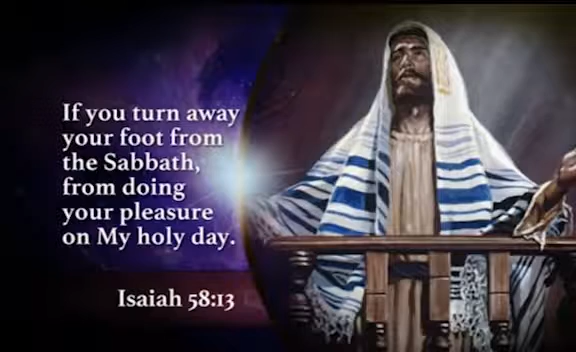 If you turn away
your foot from
the Sabbath,
from doing
your pleasure
on My holy day.
Isaiah 58:13